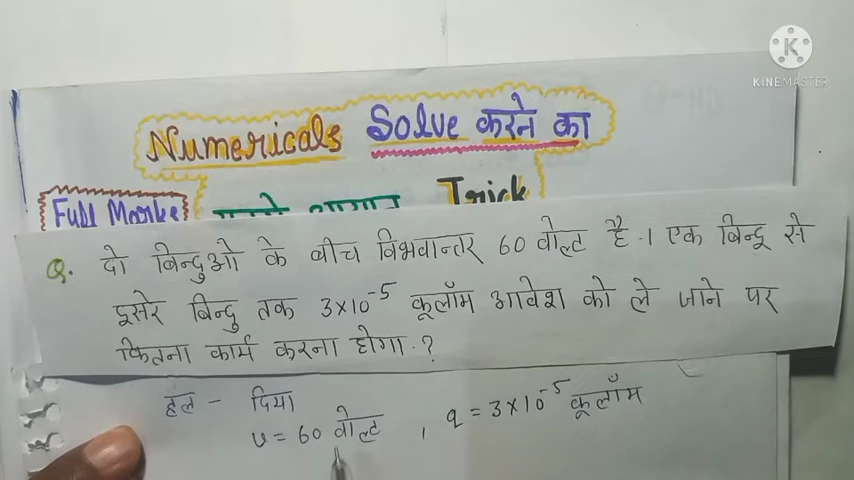 KINEMASTER
Numericals Solve करने का
Full Marks Trick
Q. दो बिन्दुओ के बीच विभवान्तर 60 वोल्ट है । एक बिन्दू से
दूसरे बिन्दु तक 3×10⁻⁵ कूलॉम आवेश को ले जाने पर
कितना कार्य करना होगा ?
हल - दिया
v = 60 वोल्ट , q = 3×10⁻⁵ कूलॉम